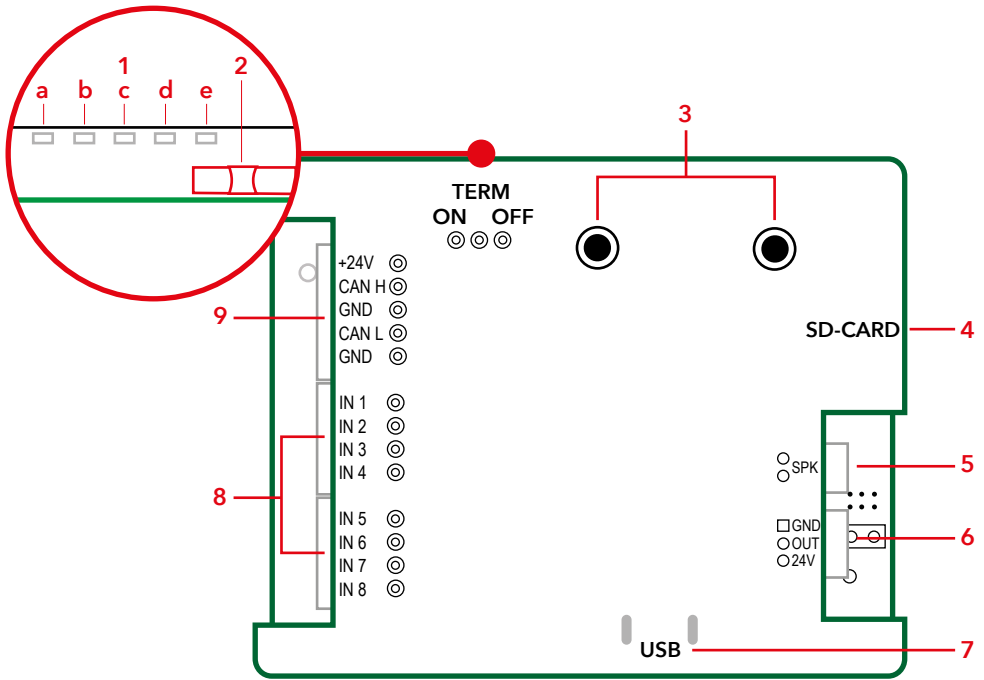 1 2
a b c d e
3
TERM
ON OFF
+24V
CAN H
GND
CAN L
GND
9
SD-CARD 4
IN 1
IN 2
IN 3
IN 4
8
IN 5
IN 6
IN 7
IN 8
SPK 5
GND
OUT 6
24V
USB 7